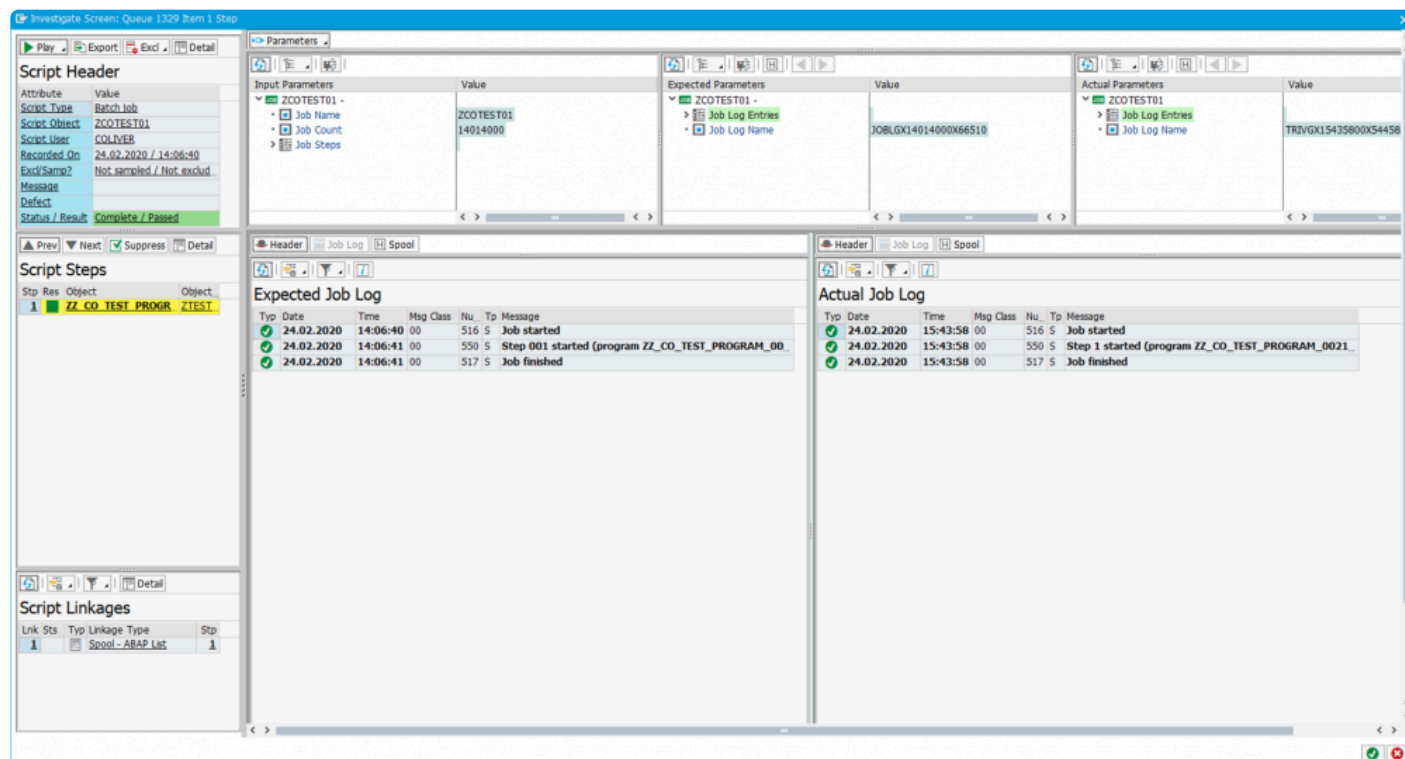 Investigate Screen: Queue 1329 Item 1 Step
Play Export Excl Detail
Script Header
Attribute Value
Script Type Batch job
Script Object ZCOTEST01
Script User COLIVER
Recorded On 24.02.2020 / 14:06:40
Excl/Samp? Not sampled / Not exclud
Message
Defect
Status / Result Complete / Passed
Parameters
Input Parameters Value
ZCOTEST01 -
Job Name ZCOTEST01
Job Count 14014000
Job Steps
Expected Parameters Value
ZCOTEST01 -
Job Log Entries
Job Log Name JOBLGX14014000X66510
Actual Parameters Value
ZCOTEST01
Job Log Entries
Job Log Name TRIVGX15435800X54458
Prev Next Suppress Detail
Script Steps
Stp Res Object Object_
1 ZZ_CO_TEST_PROGR ZTEST_
Header Job Log Spool
Expected Job Log
Typ Date Time Msg Class Nu_ Tp Message
24.02.2020 14:06:40 00 516 S Job started
24.02.2020 14:06:41 00 550 S Step 001 started (program ZZ_CO_TEST_PROGRAM_00_
24.02.2020 14:06:41 00 517 S Job finished
Header Job Log Spool
Actual Job Log
Typ Date Time Msg Class Nu_ Tp Message
24.02.2020 15:43:58 00 516 S Job started
24.02.2020 15:43:58 00 550 S Step 1 started (program ZZ_CO_TEST_PROGRAM_0021_
24.02.2020 15:43:58 00 517 S Job finished
Detail
Script Linkages
Lnk Sts Typ Linkage Type Stp
1 Spool - ABAP List 1